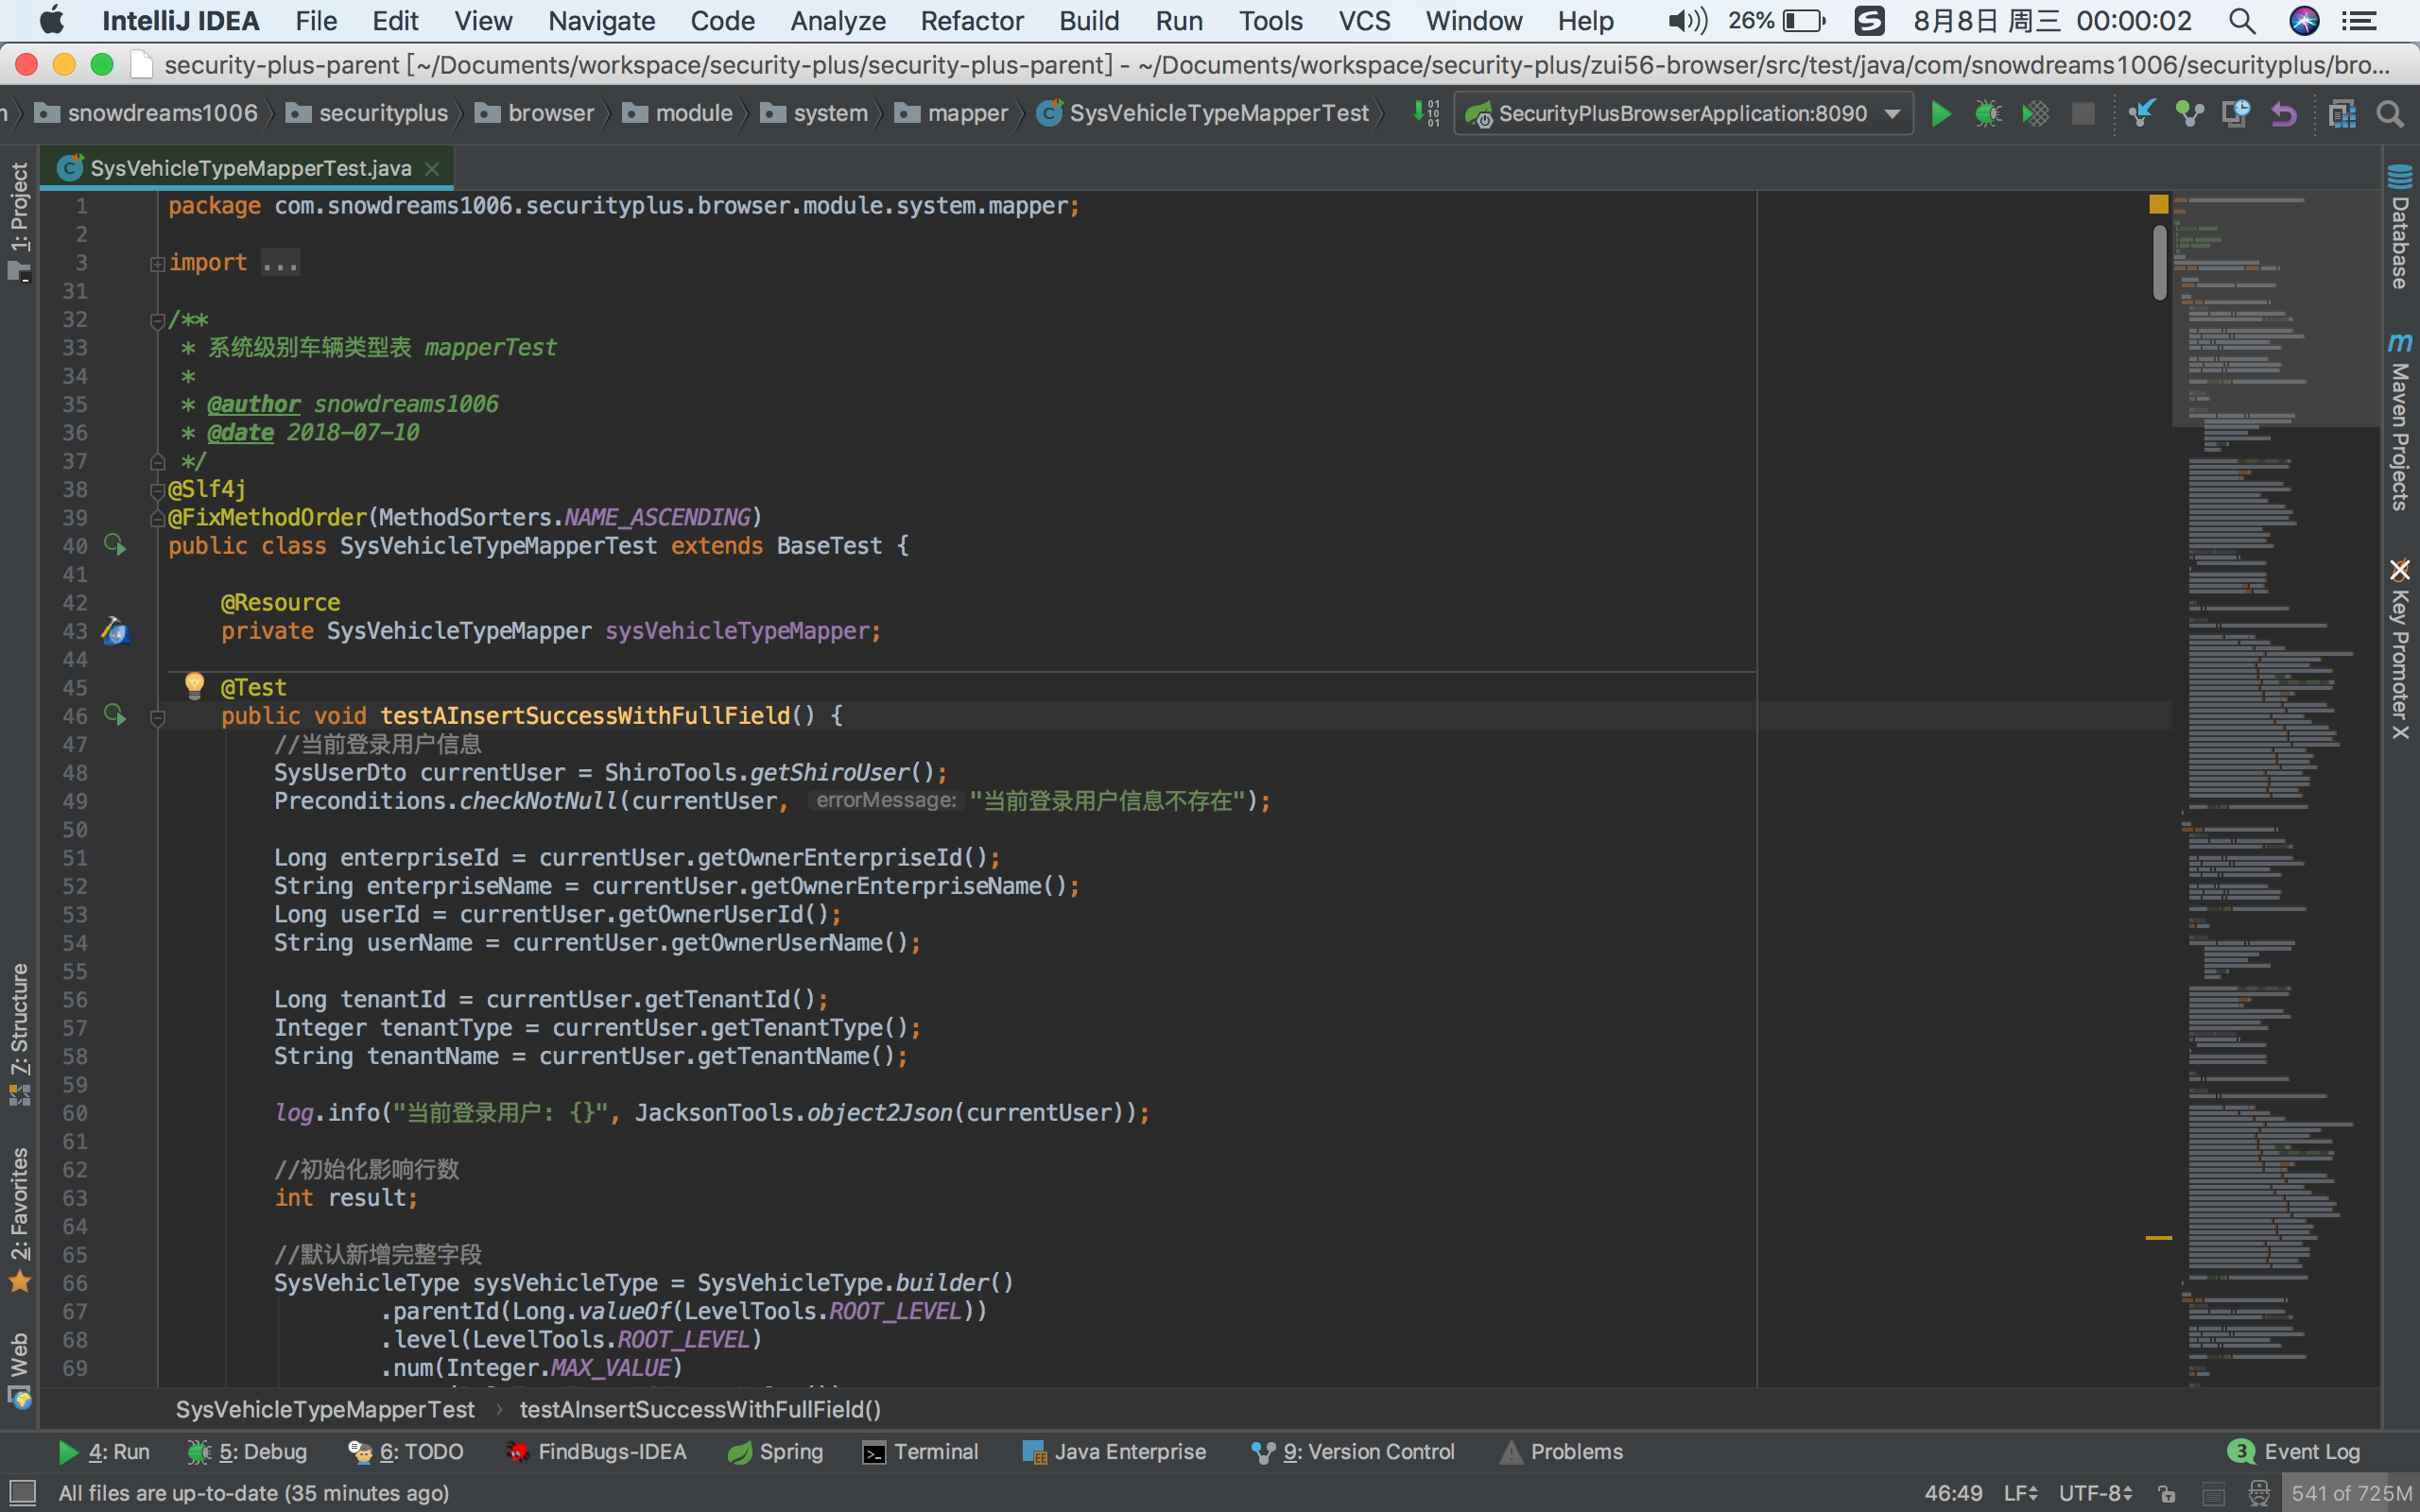 IntelliJ IDEA File Edit View Navigate Code Analyze Refactor Build Run Tools VCS Window Help 26% 8月8日 周三 00:00:02
security-plus-parent [~/Documents/workspace/security-plus/security-plus-parent] - ~/Documents/workspace/security-plus/zui56-browser/src/test/java/com/snowdreams1006/securityplus/bro...
snowdreams1006 securityplus browser module system mapper SysVehicleTypeMapperTest SecurityPlusBrowserApplication:8090
SysVehicleTypeMapperTest.java
1: Project
7: Structure
2: Favorites
Web
1 package com.snowdreams1006.securityplus.browser.module.system.mapper;
2
3 import ...
31
32 /**
33 * 系统级别车辆类型表 mapperTest
34 *
35 * @author snowdreams1006
36 * @date 2018-07-10
37 */
38 @Slf4j
39 @FixMethodOrder(MethodSorters.NAME_ASCENDING)
40 public class SysVehicleTypeMapperTest extends BaseTest {
41
42 @Resource
43 private SysVehicleTypeMapper sysVehicleTypeMapper;
44
45 @Test
46 public void testAInsertSuccessWithFullField() {
47 //当前登录用户信息
48 SysUserDto currentUser = ShiroTools.getShiroUser();
49 Preconditions.checkNotNull(currentUser, errorMessage: "当前登录用户信息不存在");
50
51 Long enterpriseId = currentUser.getOwnerEnterpriseId();
52 String enterpriseName = currentUser.getOwnerEnterpriseName();
53 Long userId = currentUser.getOwnerUserId();
54 String userName = currentUser.getOwnerUserName();
55
56 Long tenantId = currentUser.getTenantId();
57 Integer tenantType = currentUser.getTenantType();
58 String tenantName = currentUser.getTenantName();
59
60 log.info("当前登录用户: {}", JacksonTools.object2Json(currentUser));
61
62 //初始化影响行数
63 int result;
64
65 //默认新增完整字段
66 SysVehicleType sysVehicleType = SysVehicleType.builder()
67 .parentId(Long.valueOf(LevelTools.ROOT_LEVEL))
68 .level(LevelTools.ROOT_LEVEL)
69 .num(Integer.MAX_VALUE)
Database
Maven Projects
Key Promoter X
SysVehicleTypeMapperTest › testAInsertSuccessWithFullField()
4: Run 5: Debug 6: TODO FindBugs-IDEA Spring Terminal Java Enterprise 9: Version Control Problems 3 Event Log
All files are up-to-date (35 minutes ago) 46:49 LF UTF-8 541 of 725M